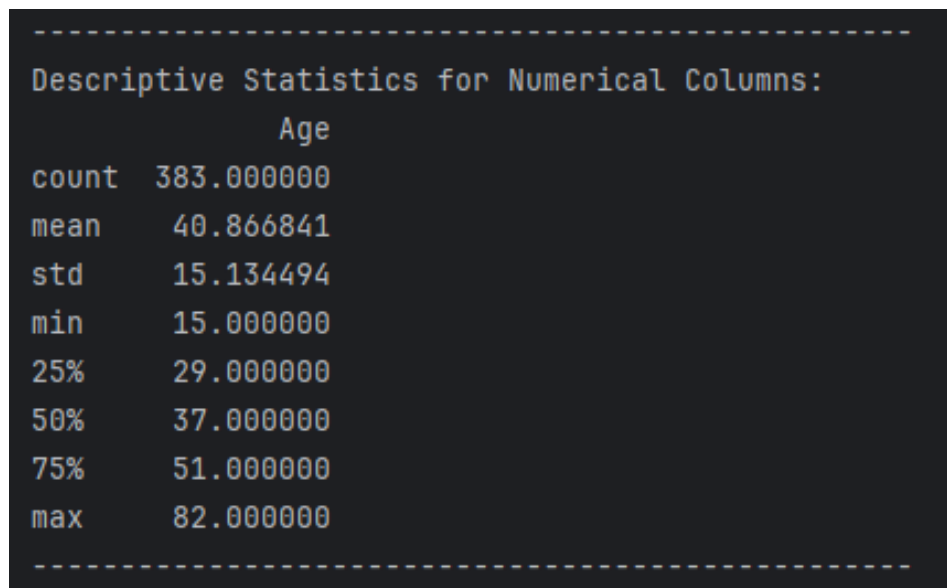 --------------------------------------------------
Descriptive Statistics for Numerical Columns:
              Age
count  383.000000
mean    40.866841
std     15.134494
min     15.000000
25%     29.000000
50%     37.000000
75%     51.000000
max     82.000000
--------------------------------------------------